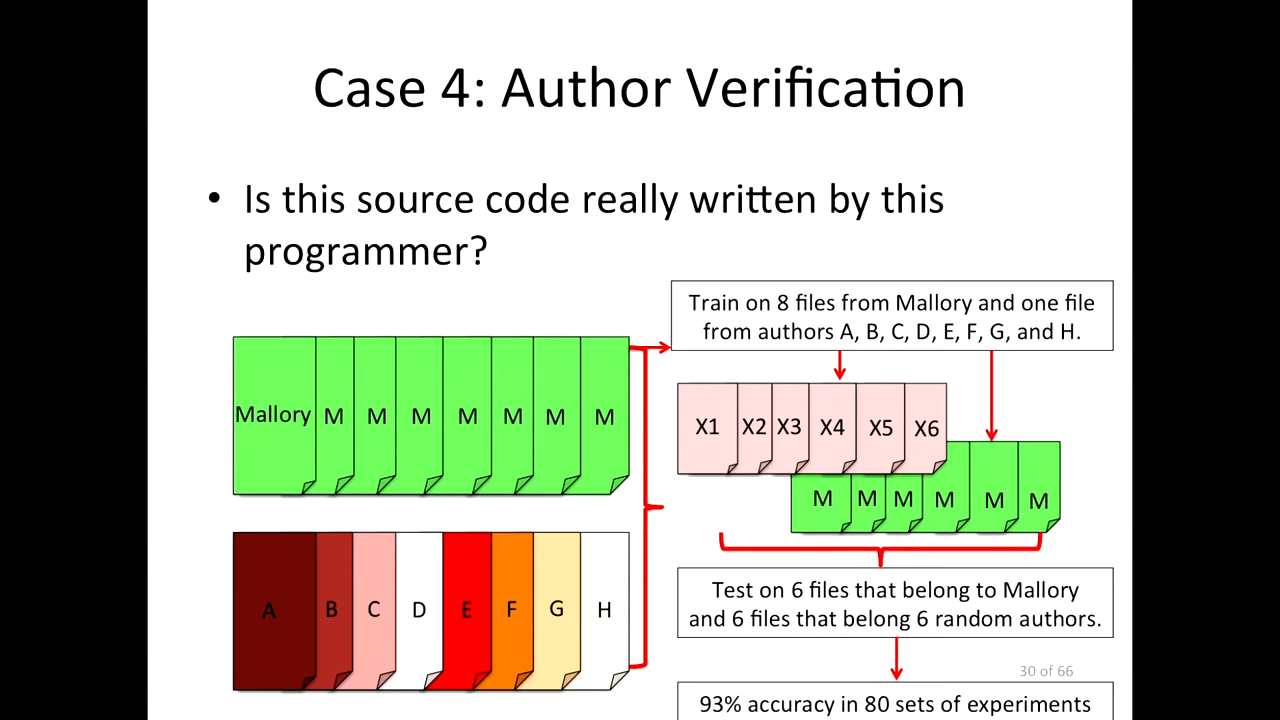 Case 4: Author Verification
• Is this source code really written by this
programmer?
Train on 8 files from Mallory and one file
from authors A, B, C, D, E, F, G, and H.
Mallory M M M M M M M
X1 X2 X3 X4 X5 X6
M M M M M M
A B C D E F G H
Test on 6 files that belong to Mallory
and 6 files that belong 6 random authors.
30 of 66
93% accuracy in 80 sets of experiments